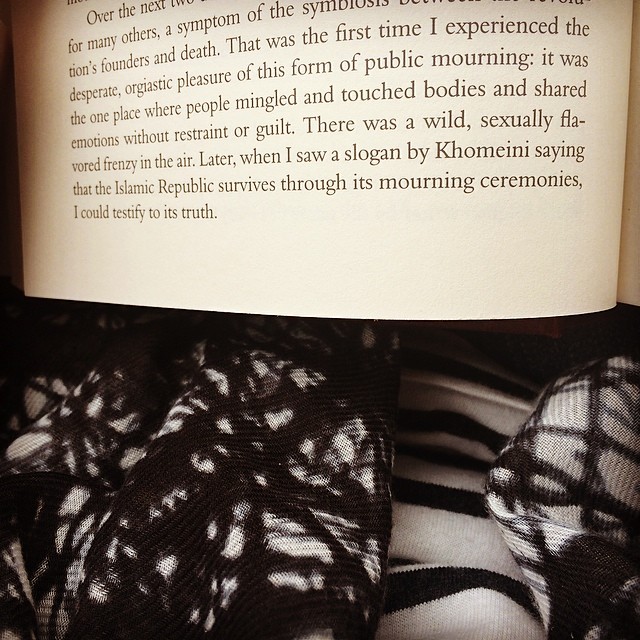 Over the next two
for many others, a symptom of the symbiosis between the revolu-
tion's founders and death. That was the first time I experienced the
desperate, orgiastic pleasure of this form of public mourning: it was
the one place where people mingled and touched bodies and shared
emotions without restraint or guilt. There was a wild, sexually fla-
vored frenzy in the air. Later, when I saw a slogan by Khomeini saying
that the Islamic Republic survives through its mourning ceremonies,
I could testify to its truth.